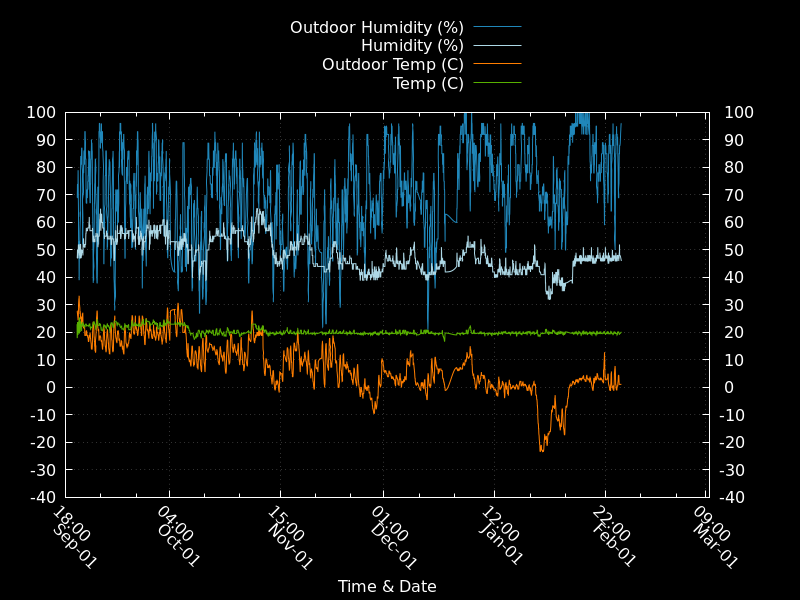 Outdoor Humidity (%)
Humidity (%)
Outdoor Temp (C)
Temp (C)
100 100
90 90
80 80
70 70
60 60
50 50
40 40
30 30
20 20
10 10
0 0
-10 -10
-20 -20
-30 -30
-40 -40
18:00 04:00 15:00 01:00 12:00 22:00 09:00
Sep-01 Oct-01 Nov-01 Dec-01 Jan-01 Feb-01 Mar-01
Time & Date